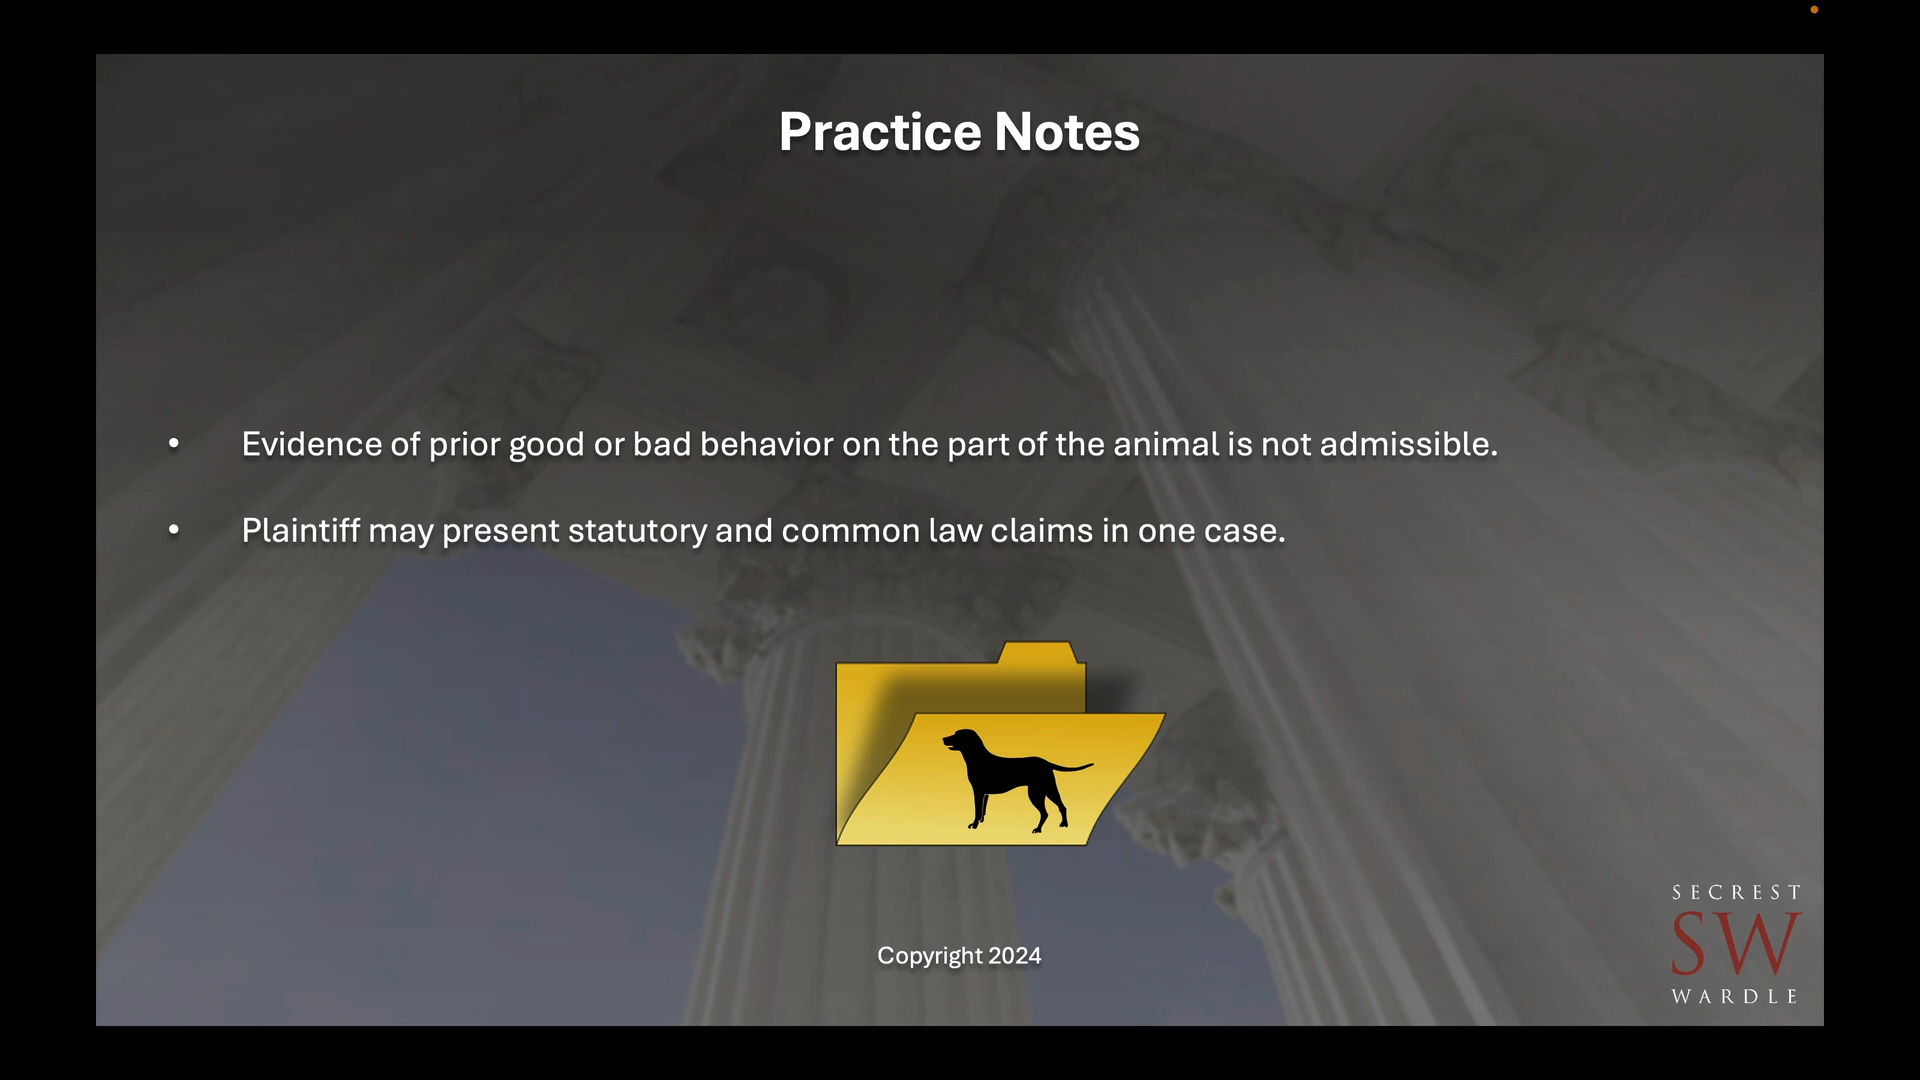 Practice Notes
• Evidence of prior good or bad behavior on the part of the animal is not admissible.
• Plaintiff may present statutory and common law claims in one case.
Copyright 2024
SECREST
SW
WARDLE